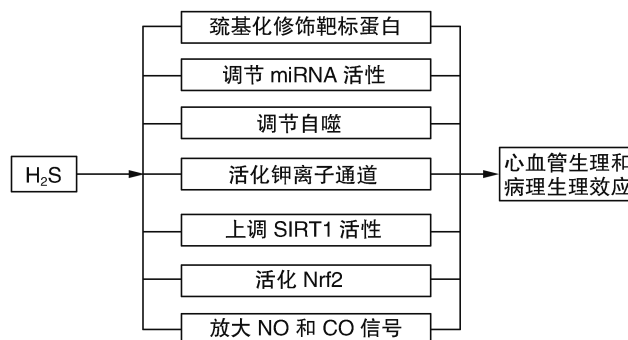 巯基化修饰靶标蛋白
调节 miRNA 活性
调节自噬
H₂S
活化钾离子通道
心血管生理和
病理生理效应
上调 SIRT1 活性
活化 Nrf2
放大 NO 和 CO 信号